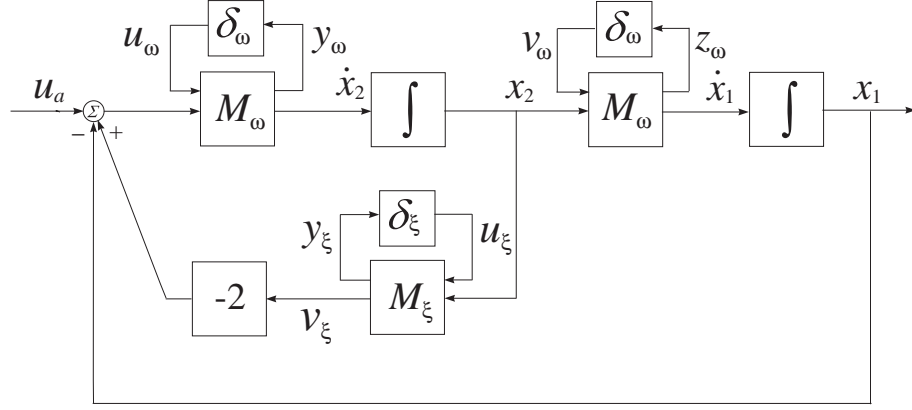 δ_ω
u_ω
y_ω
δ_ω
v_ω
z_ω
u_a
Σ
−
+
M_ω
ẋ_2
∫
x_2
M_ω
ẋ_1
∫
x_1
δ_ξ
y_ξ
u_ξ
-2
v_ξ
M_ξ